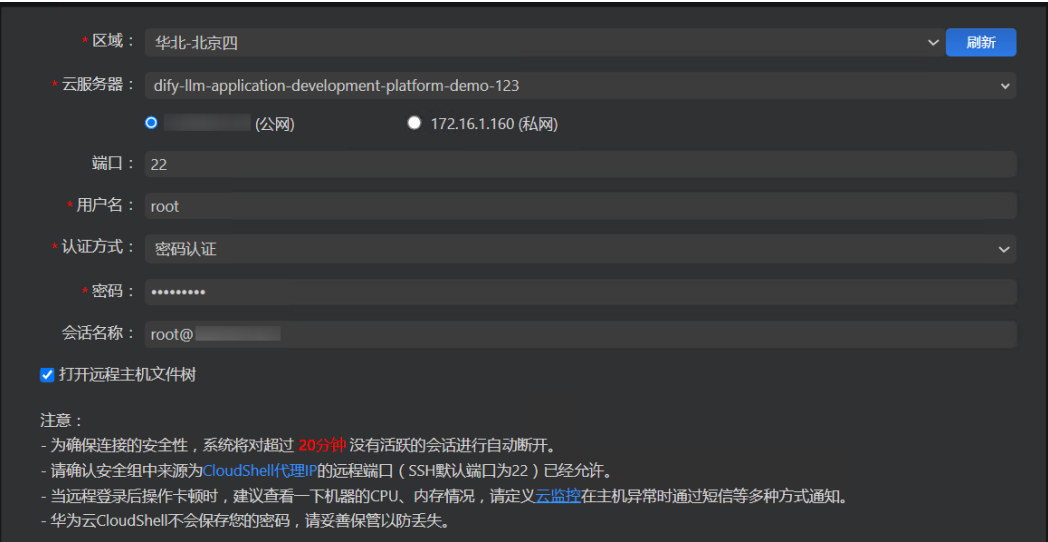 * 区域： 华北-北京四 刷新
* 云服务器： dify-llm-application-development-platform-demo-123
(公网) 172.16.1.160 (私网)
端口： 22
* 用户名： root
* 认证方式： 密码认证
* 密码： •••••••••
会话名称： root@
打开远程主机文件树
注意：
- 为确保连接的安全性，系统将对超过 20分钟 没有活跃的会话进行自动断开。
- 请确认安全组中来源为CloudShell代理IP的远程端口（SSH默认端口为22）已经允许。
- 当远程登录后操作卡顿时，建议查看一下机器的CPU、内存情况，请定义云监控在主机异常时通过短信等多种方式通知。
- 华为云CloudShell不会保存您的密码，请妥善保管以防丢失。